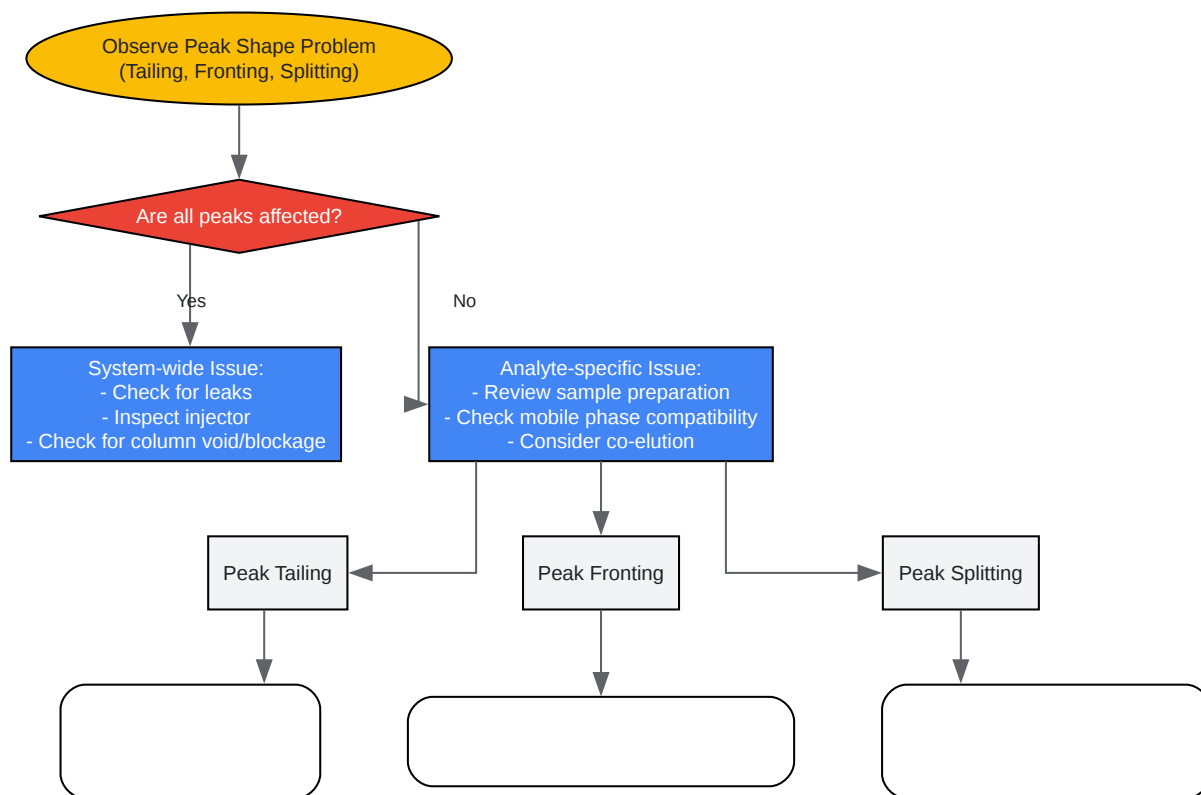 Observe Peak Shape Problem
(Tailing, Fronting, Splitting)
Are all peaks affected?
Yes
No
System-wide Issue:
- Check for leaks
- Inspect injector
- Check for column void/blockage
Analyte-specific Issue:
- Review sample preparation
- Check mobile phase compatibility
- Consider co-elution
Peak Tailing
Peak Fronting
Peak Splitting